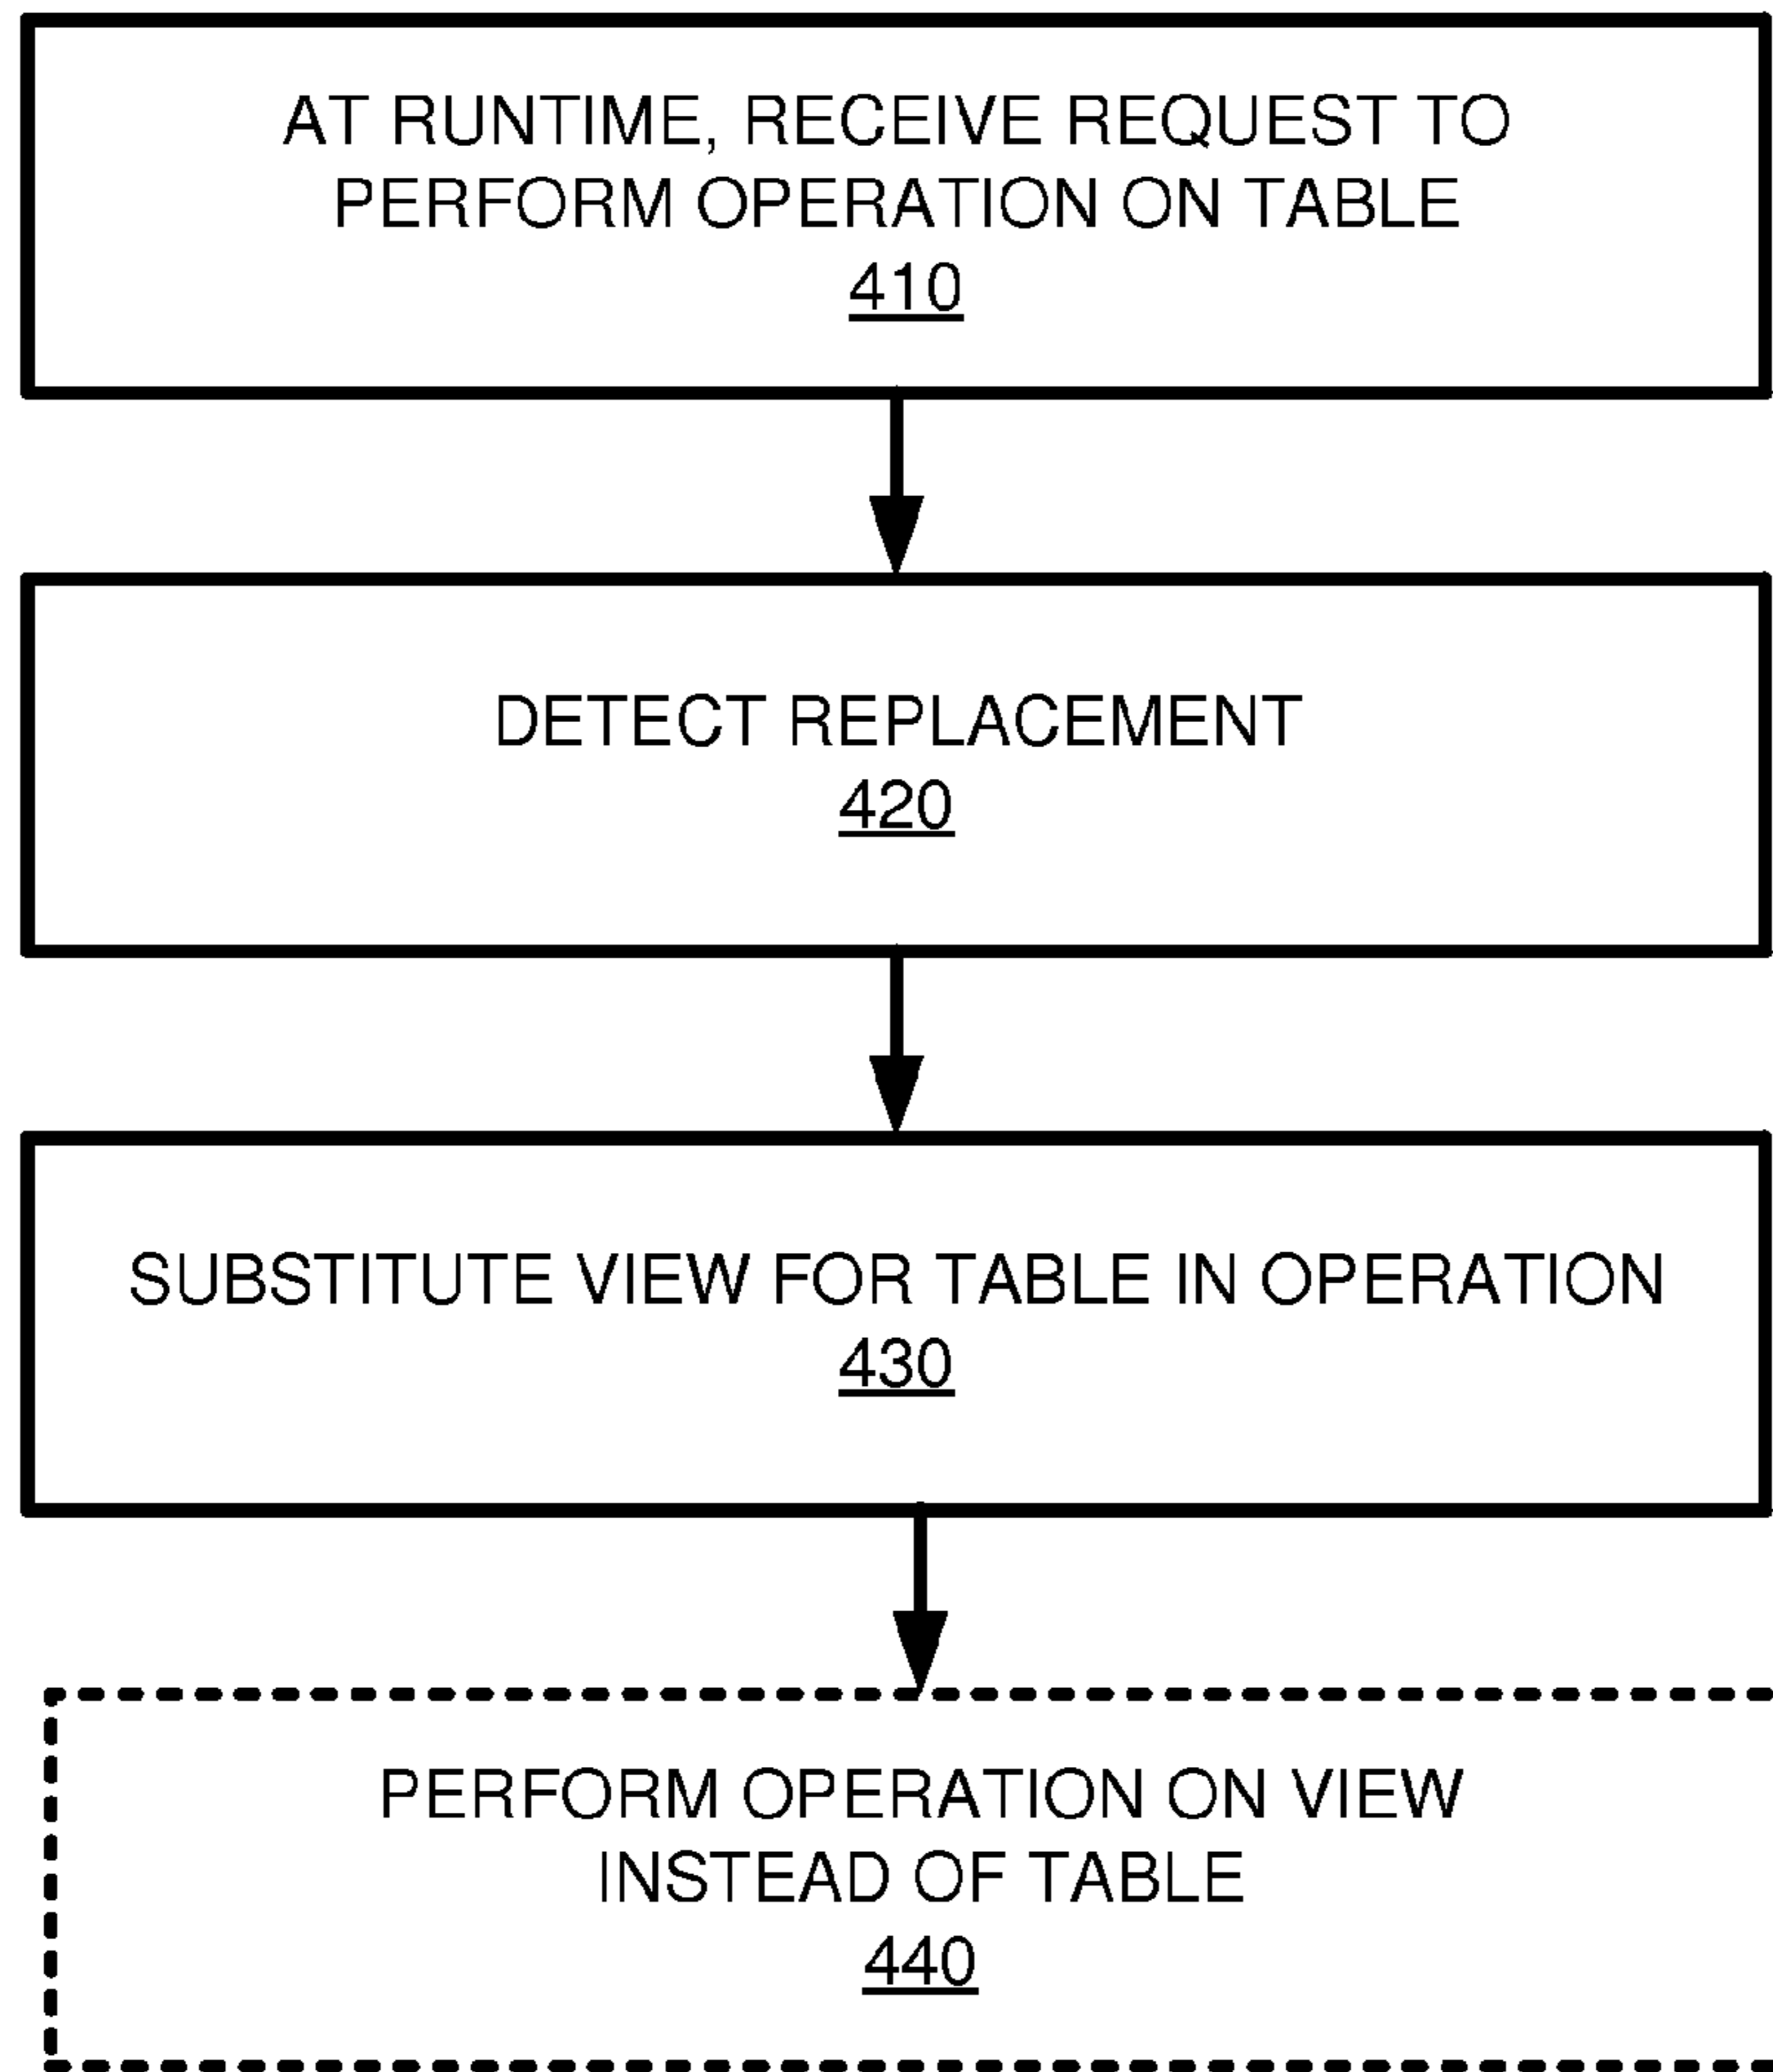 AT RUNTIME, RECEIVE REQUEST TO
PERFORM OPERATION ON TABLE
410
DETECT REPLACEMENT
420
SUBSTITUTE VIEW FOR TABLE IN OPERATION
430
PERFORM OPERATION ON VIEW
INSTEAD OF TABLE
440